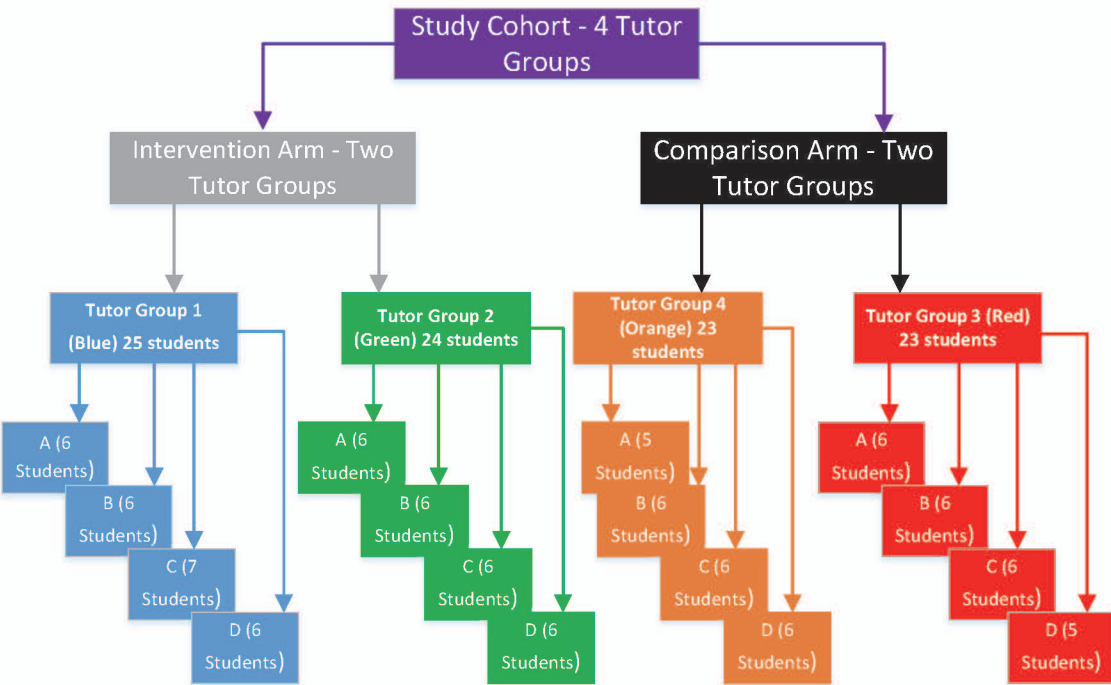 Study Cohort - 4 Tutor
Groups
Intervention Arm - Two
Tutor Groups
Comparison Arm - Two
Tutor Groups
Tutor Group 1
(Blue) 25 students
Tutor Group 2
(Green) 24 students
Tutor Group 4
(Orange) 23
students
Tutor Group 3 (Red)
23 students
A (6
Students)
B (6
Students)
C (7
Students)
D (6
Students)
A (6
Students)
B (6
Students)
C (6
Students)
D (6
Students)
A (5
Students)
B (6
Students)
C (6
Students)
D (6
Students)
A (6
Students)
B (6
Students)
C (6
Students)
D (5
Students)